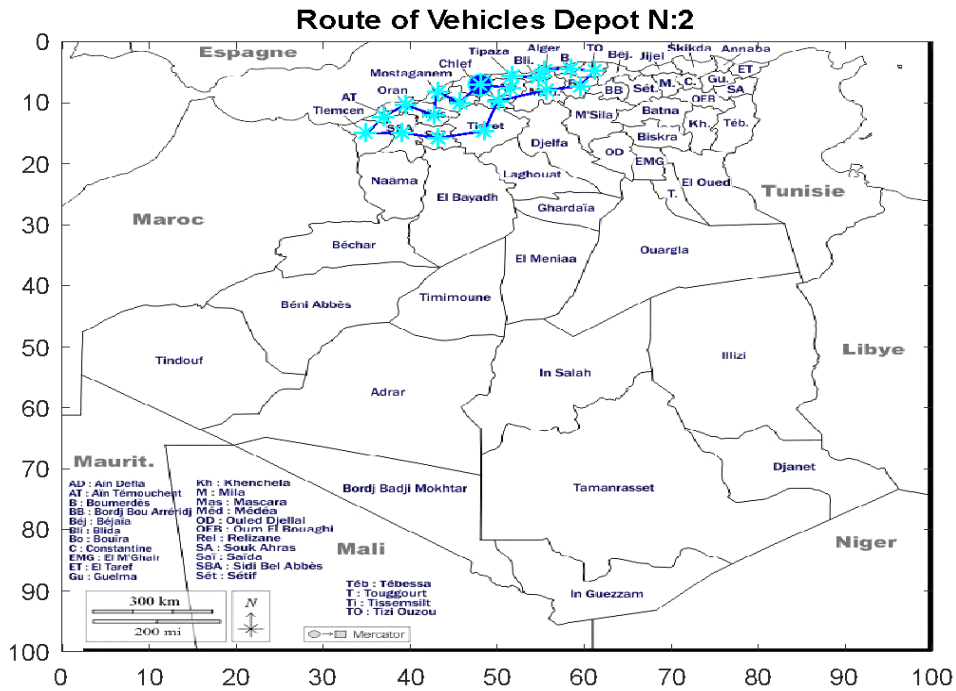 Route of Vehicles Depot N:2
Espagne
Tipaza
Alger
B.
TO
Béj.
Jijel
Skikda
Annaba
Chlef
Bli.
Mostaganem
ET
Oran
BB
Sét.
M.
C.
Gu.
SA
AT
OEB
Tlemcen
M'Sila
Batna
Kh.
Téb.
Biskra
Djelfa
OD
EMG
Laghouat
T.
El Oued
Tunisie
Naâma
El Bayadh
Ghardaïa
Maroc
Béchar
El Meniaa
Ouargla
Béni Abbès
Timimoune
Tindouf
In Salah
Illizi
Libye
Adrar
Maurit.
Bordj Badji Mokhtar
Tamanrasset
Djanet
Mali
Niger
In Guezzam
AD : Aïn Defla
AT : Aïn Témouchent
B : Boumerdès
BB : Bordj Bou Arréridj
Béj : Béjaïa
Bli : Blida
Bo : Bouira
C : Constantine
EMG : El M'Ghair
ET : El Taref
Gu : Guelma
Kh : Khenchela
M : Mila
Mas : Mascara
Méd : Médéa
OD : Ouled Djellal
OEB : Oum El Bouaghi
Rel : Relizane
SA : Souk Ahras
Saï : Saïda
SBA : Sidi Bel Abbès
Sét : Sétif
Téb : Tébessa
T : Touggourt
Ti : Tissemsilt
TO : Tizi Ouzou
300 km
200 mi
N
Mercator
0
10
20
30
40
50
60
70
80
90
100
0 10 20 30 40 50 60 70 80 90 100